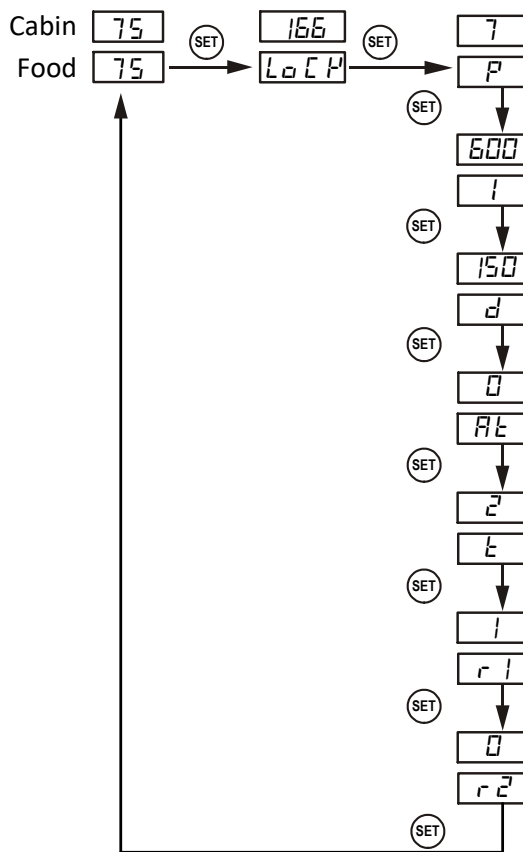 Cabin 75 166 7
SET SET
Food 75 LoCK P
SET
600
I
SET
150
d
SET
0
At
SET
2
t
SET
1
r1
SET
0
r2
SET